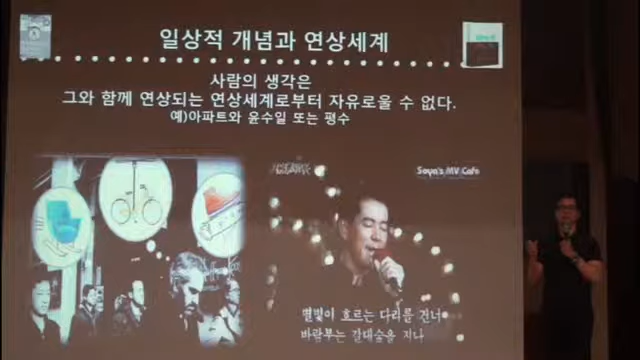 일상적 개념과 연상세계
사람의 생각은
그와 함께 연상되는 연상세계로부터 자유로울 수 없다.
예)아파트와 윤수일 또는 평수
Soya's MV Cafe
별빛이 흐르는 다리를 건너
바람부는 갈대숲을 지나